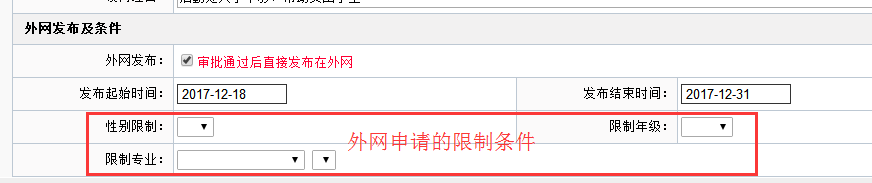 外网发布及条件
外网发布： 审批通过后直接发布在外网
发布起始时间： 2017-12-18 发布结束时间： 2017-12-31
性别限制： 限制年级：
外网申请的限制条件
限制专业：